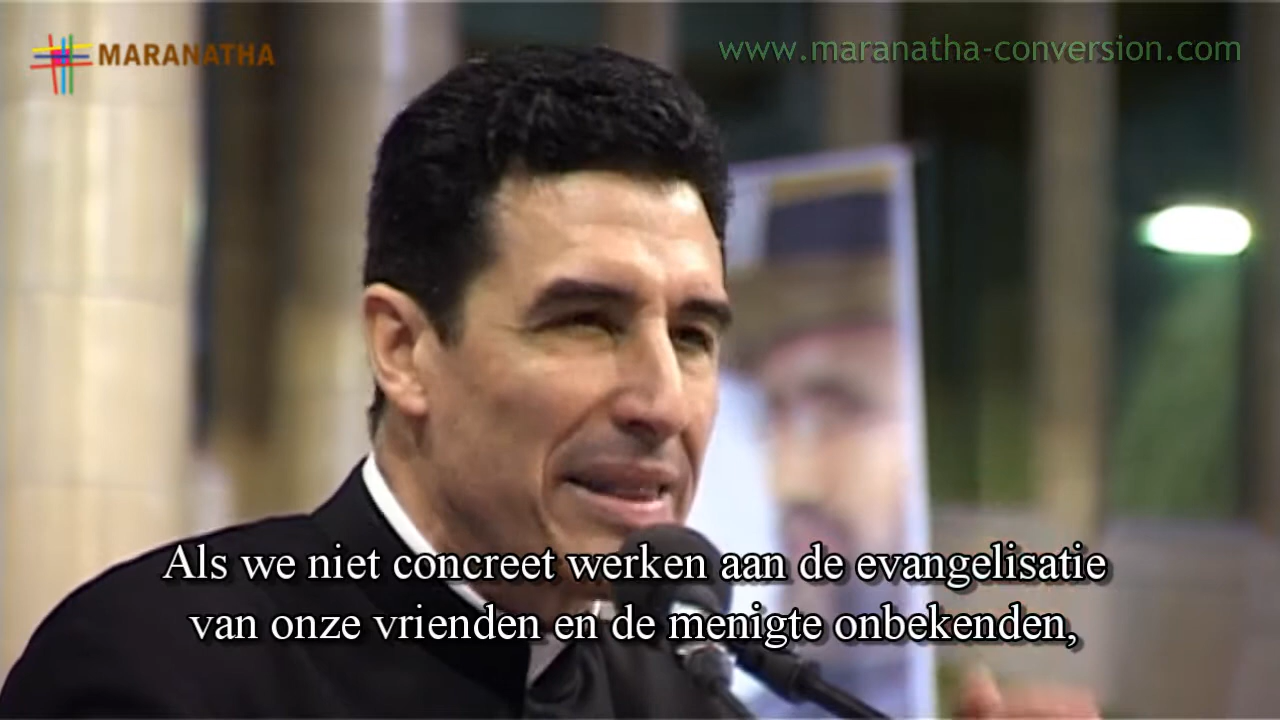 MARANATHA
www.maranatha-conversion.com
Als we niet concreet werken aan de evangelisatie
van onze vrienden en de menigte onbekenden,